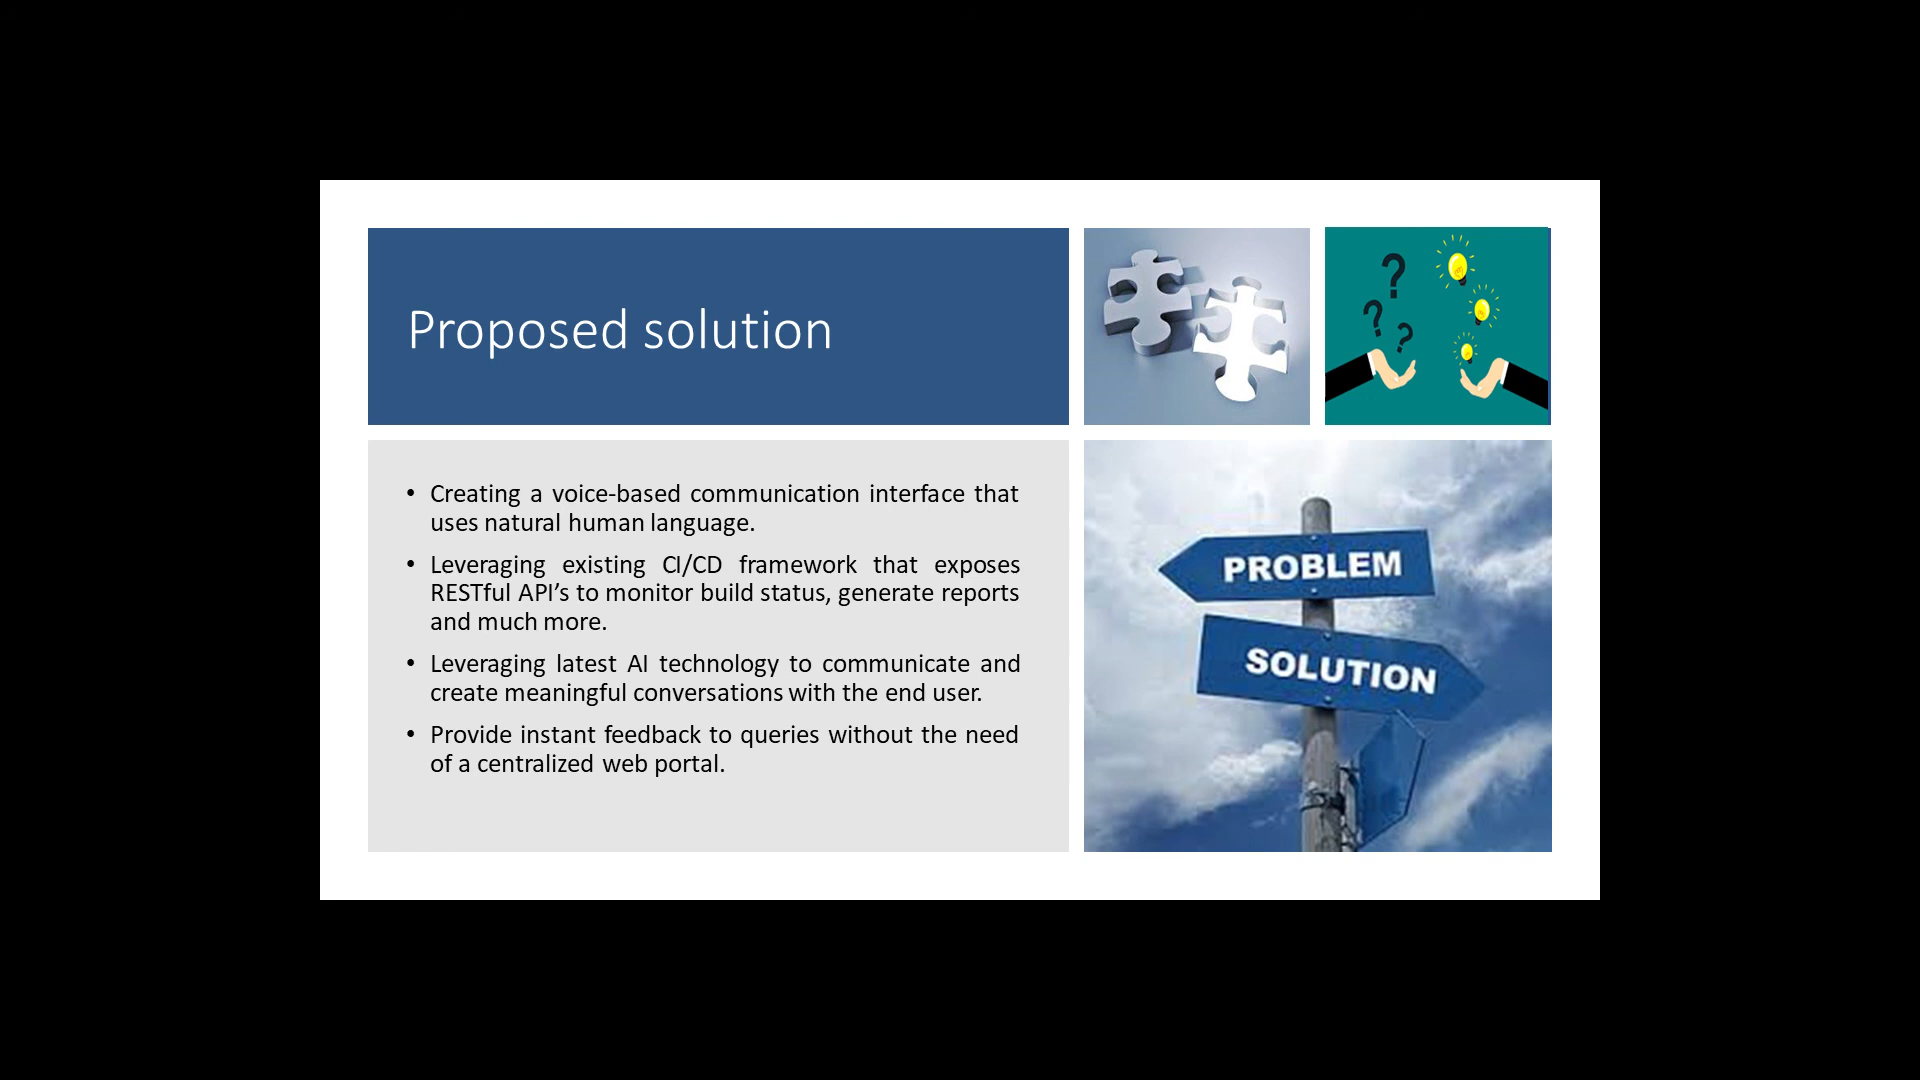 Proposed solution
• Creating a voice-based communication interface that
uses natural human language.
• Leveraging existing CI/CD framework that exposes
RESTful API’s to monitor build status, generate reports
and much more.
• Leveraging latest AI technology to communicate and
create meaningful conversations with the end user.
• Provide instant feedback to queries without the need
of a centralized web portal.
?
?
?
PROBLEM
SOLUTION